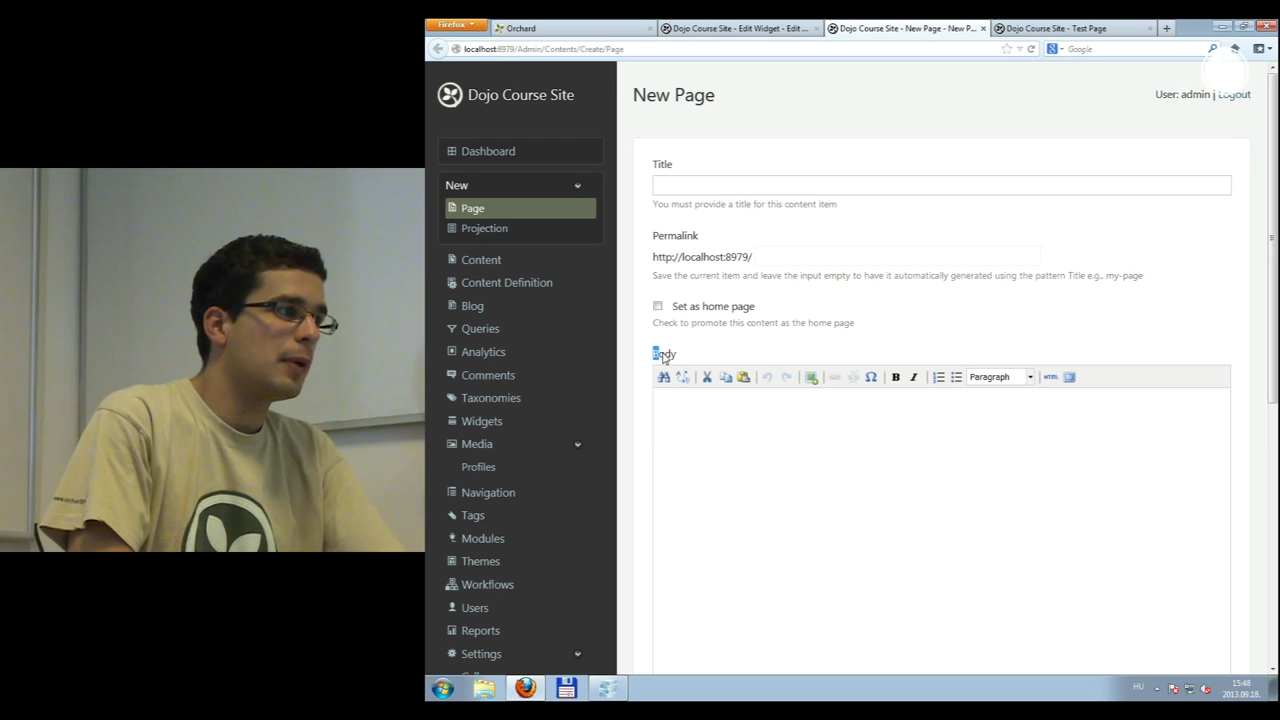 Firefox
Orchard
Dojo Course Site - Edit Widget - Edit ...
Dojo Course Site - New Page - New P...
Dojo Course Site - Test Page
localhost:8979/Admin/Contents/Create/Page
Google
Dojo Course Site
New Page
User: admin | Logout
Dashboard
New
Page
Projection
Content
Content Definition
Blog
Queries
Analytics
Comments
Taxonomies
Widgets
Media
Profiles
Navigation
Tags
Modules
Themes
Workflows
Users
Reports
Settings
Title
You must provide a title for this content item
Permalink
http://localhost:8979/
Save the current item and leave the input empty to have it automatically generated using the pattern Title e.g., my-page
Set as home page
Check to promote this content as the home page
Body
Paragraph
HTML
HU
15:48
2013.09.18.